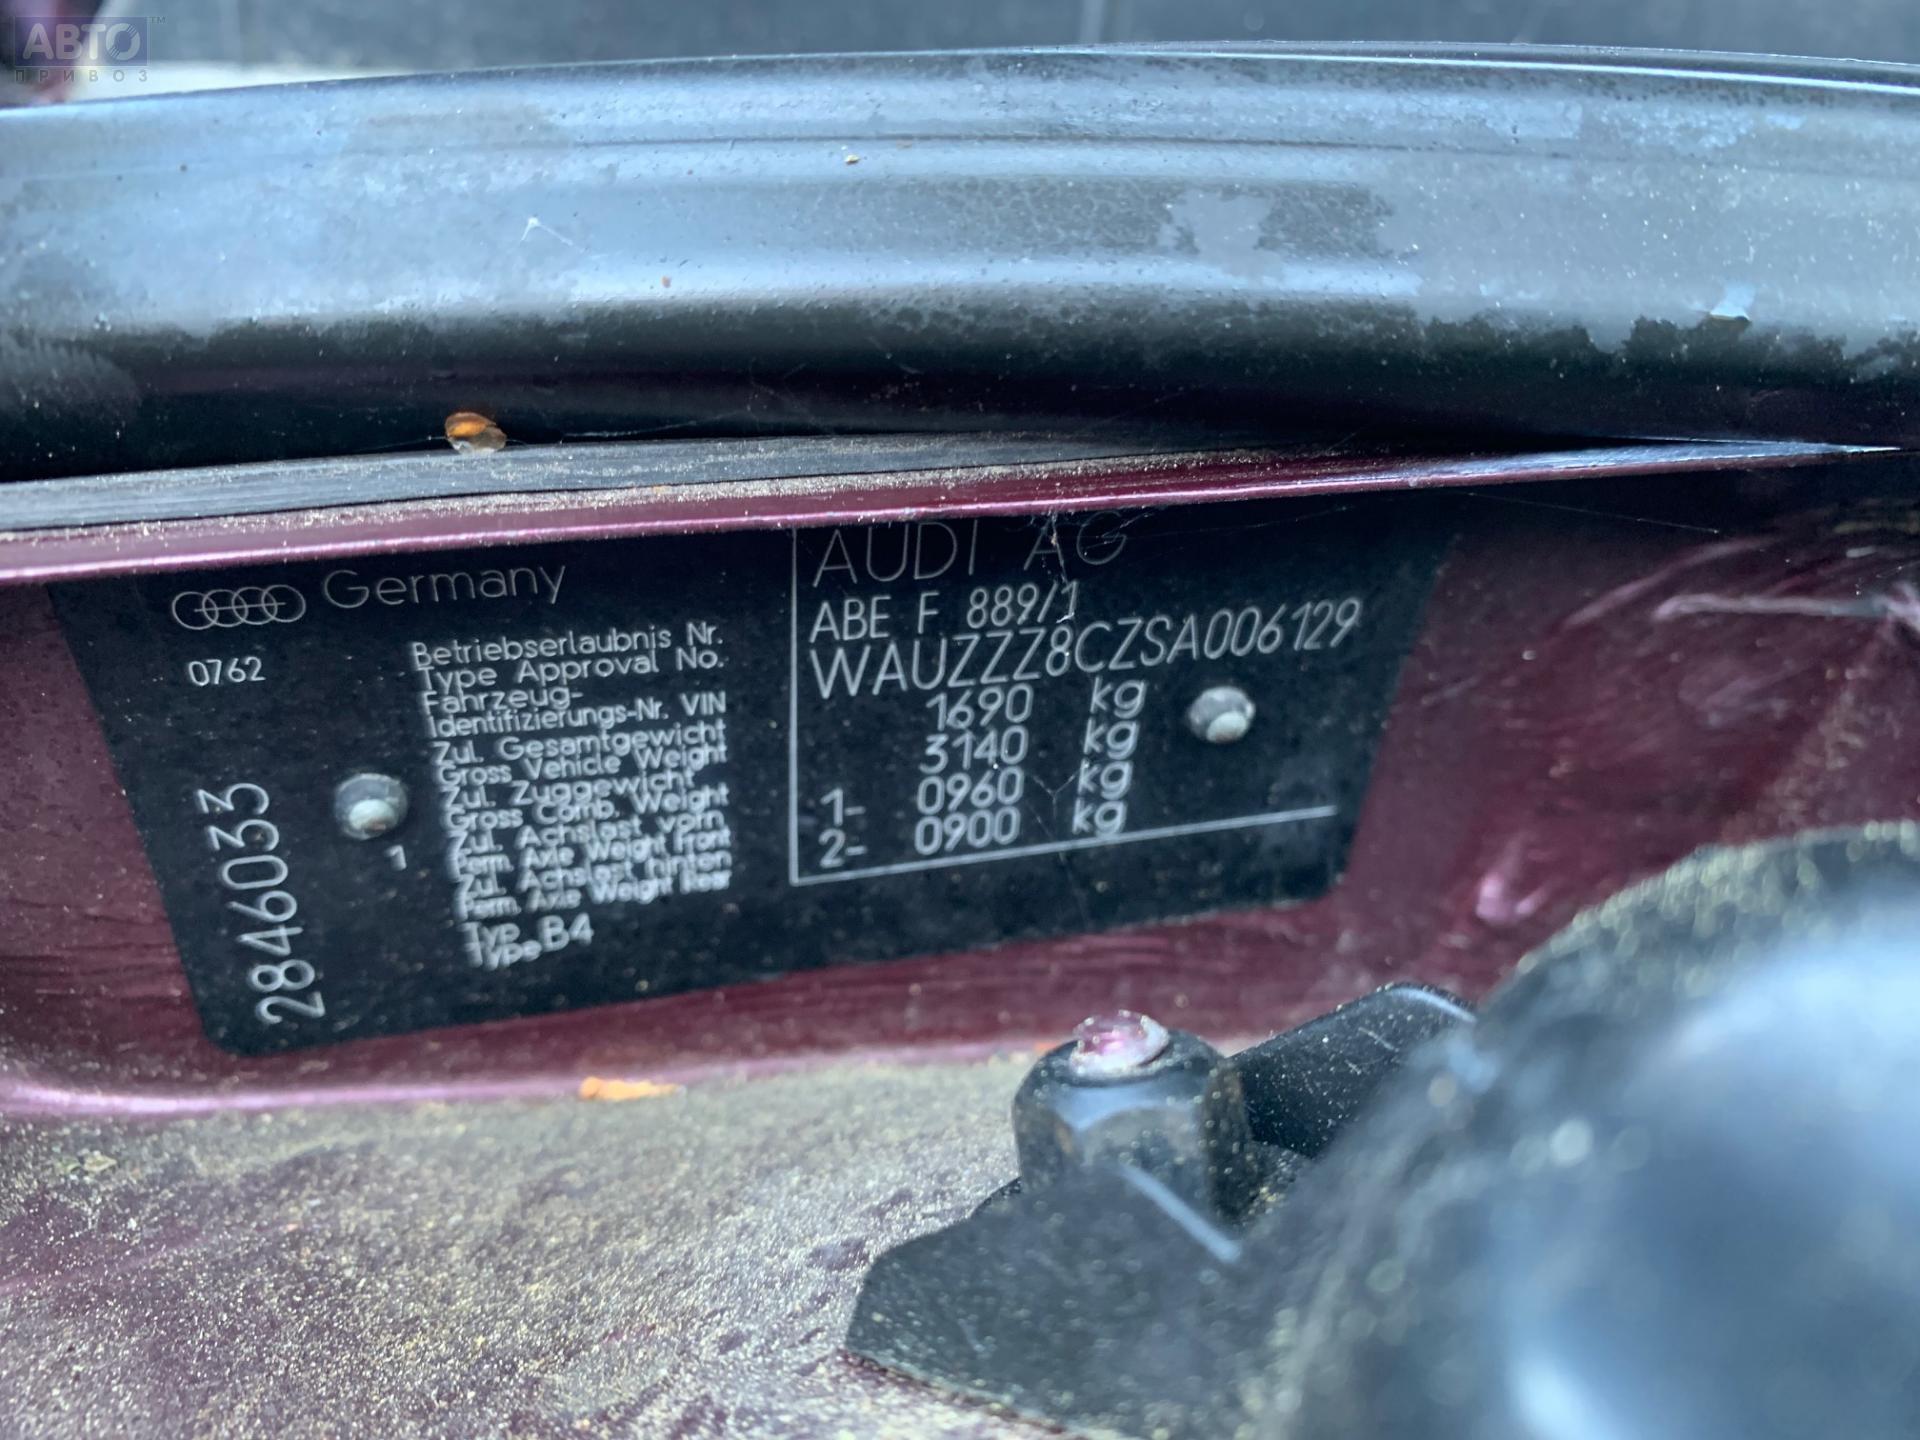 АВТО™
ПРИВОЗ
Germany
0762
2846033
1
Betriebserlaubnis Nr.
Type Approval No.
Fahrzeug-
Identifizierungs-Nr. VIN
Zul. Gesamtgewicht
Gross Vehicle Weight
Zul. Zuggewicht
Gross Comb. Weight
Zul. Achslast vorn
Perm. Axle Weight Front
Zul. Achslast hinten
Perm. Axle Weight Rear
Typ
Type B4
AUDI AG
ABE F 889/1
WAUZZZ8CZSA006129
1690 kg
3140 kg
1- 0960 kg
2- 0900 kg